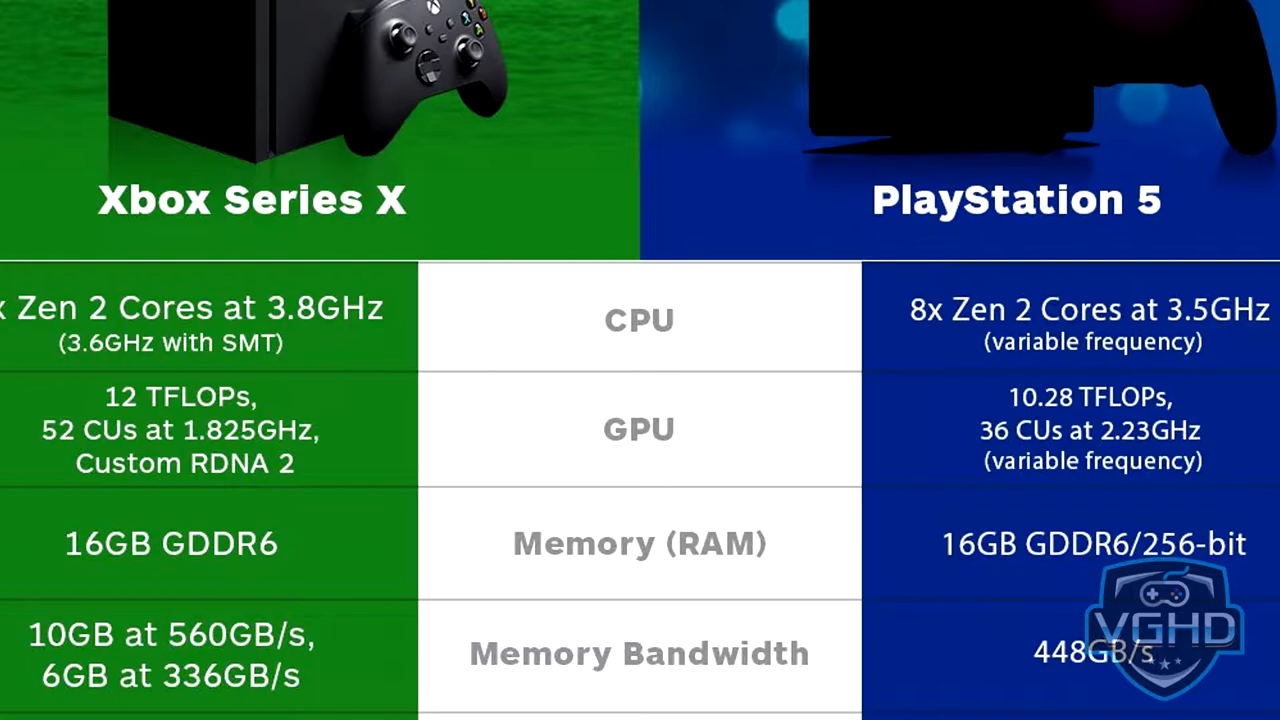 Xbox Series X
PlayStation 5
x Zen 2 Cores at 3.8GHz
(3.6GHz with SMT)
CPU
8x Zen 2 Cores at 3.5GHz
(variable frequency)
12 TFLOPs,
52 CUs at 1.825GHz,
Custom RDNA 2
GPU
10.28 TFLOPs,
36 CUs at 2.23GHz
(variable frequency)
16GB GDDR6
Memory (RAM)
16GB GDDR6/256-bit
10GB at 560GB/s,
6GB at 336GB/s
Memory Bandwidth
448GB/s
VGHD